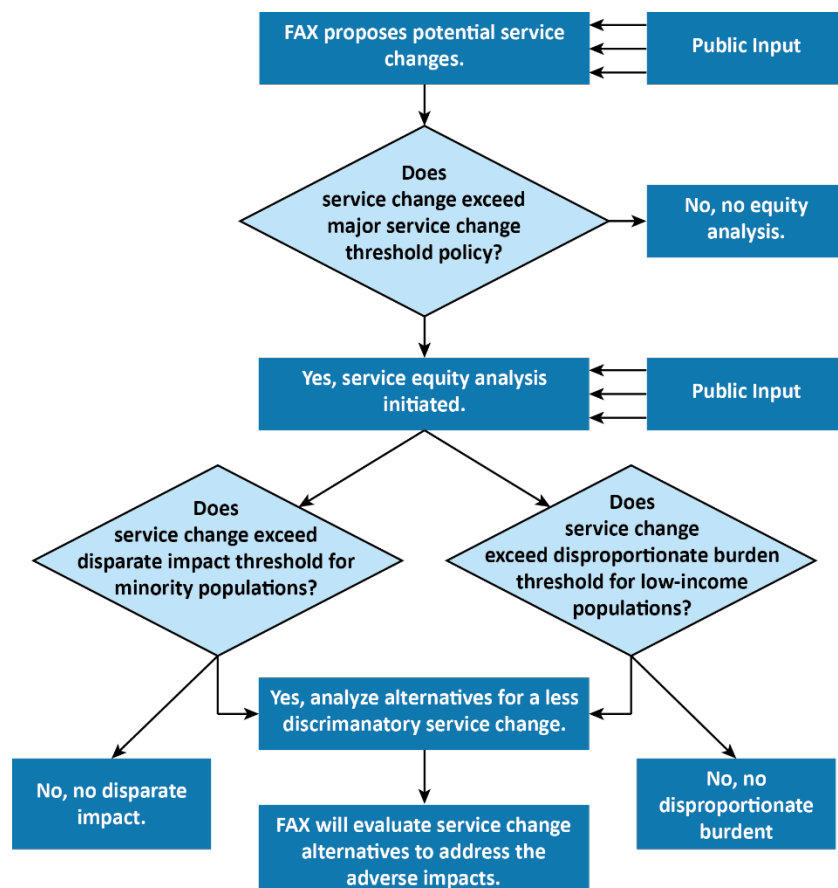 FAX proposes potential service
changes.
Public Input
Does
service change exceed
major service change
threshold policy?
No, no equity
analysis.
Yes, service equity analysis
initiated.
Public Input
Does
service change exceed
disparate impact threshold for
minority populations?
Does
service change
exceed disproportionate burden
threshold for low-income
populations?
Yes, analyze alternatives for a less
discrimanatory service change.
No, no disparate
impact.
No, no
disproportionate
burdent
FAX will evaluate service change
alternatives to address the
adverse impacts.